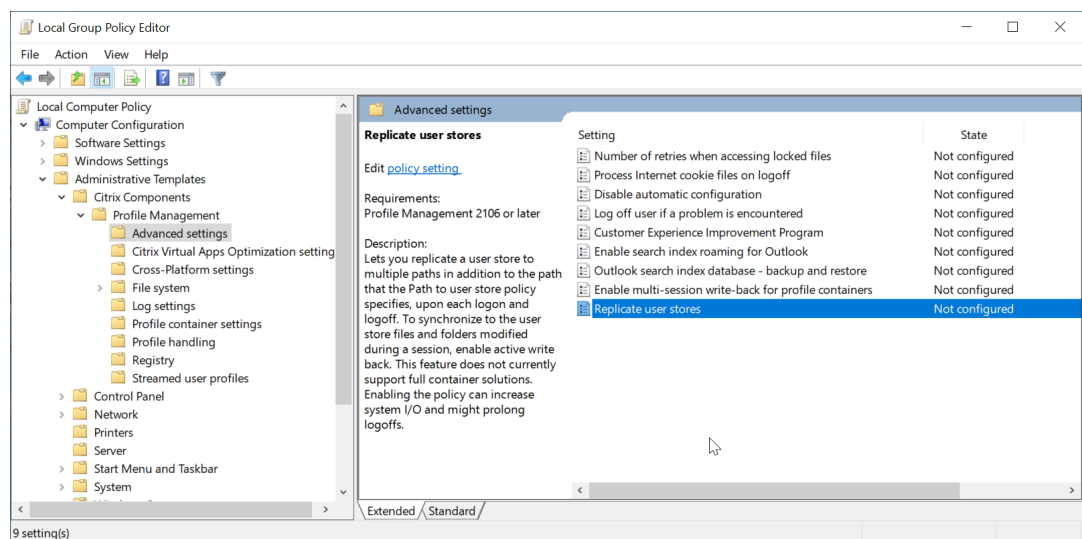 Local Group Policy Editor
File Action View Help
Local Computer Policy
Computer Configuration
Software Settings
Windows Settings
Administrative Templates
Citrix Components
Profile Management
Advanced settings
Citrix Virtual Apps Optimization setting
Cross-Platform settings
File system
Log settings
Profile container settings
Profile handling
Registry
Streamed user profiles
Control Panel
Network
Printers
Server
Start Menu and Taskbar
System
Advanced settings
Replicate user stores
Edit policy setting
Requirements:
Profile Management 2106 or later
Description:
Lets you replicate a user store to
multiple paths in addition to the path
that the Path to user store policy
specifies, upon each logon and
logoff. To synchronize to the user
store files and folders modified
during a session, enable active write
back. This feature does not currently
support full container solutions.
Enabling the policy can increase
system I/O and might prolong
logoffs.
Setting State
Number of retries when accessing locked files Not configured
Process Internet cookie files on logoff Not configured
Disable automatic configuration Not configured
Log off user if a problem is encountered Not configured
Customer Experience Improvement Program Not configured
Enable search index roaming for Outlook Not configured
Outlook search index database - backup and restore Not configured
Enable multi-session write-back for profile containers Not configured
Replicate user stores Not configured
Extended Standard
9 setting(s)